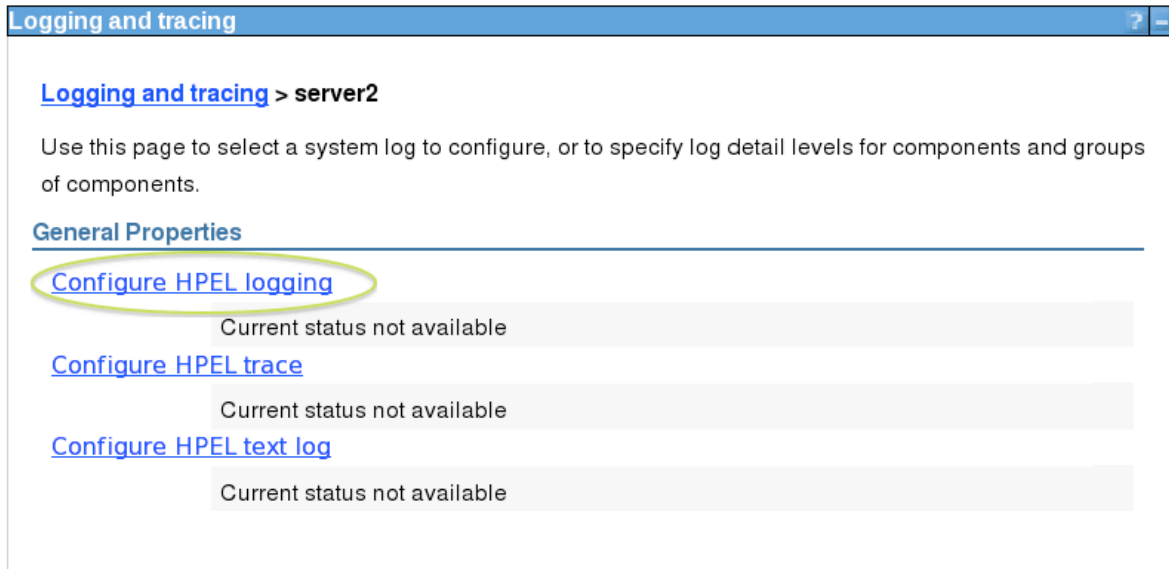 Logging and tracing ? –
Logging and tracing > server2
Use this page to select a system log to configure, or to specify log detail levels for components and groups
of components.
General Properties
Configure HPEL logging
Current status not available
Configure HPEL trace
Current status not available
Configure HPEL text log
Current status not available